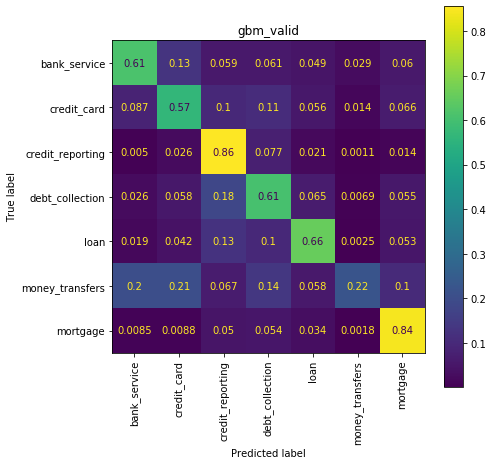 gbm_valid
True label
bank_service 0.61 0.13 0.059 0.061 0.049 0.029 0.06
credit_card 0.087 0.57 0.1 0.11 0.056 0.014 0.066
credit_reporting 0.005 0.026 0.86 0.077 0.021 0.0011 0.014
debt_collection 0.026 0.058 0.18 0.61 0.065 0.0069 0.055
loan 0.019 0.042 0.13 0.1 0.66 0.0025 0.053
money_transfers 0.2 0.21 0.067 0.14 0.058 0.22 0.1
mortgage 0.0085 0.0088 0.05 0.054 0.034 0.0018 0.84
bank_service
credit_card
credit_reporting
debt_collection
loan
money_transfers
mortgage
Predicted label
0.8
0.7
0.6
0.5
0.4
0.3
0.2
0.1